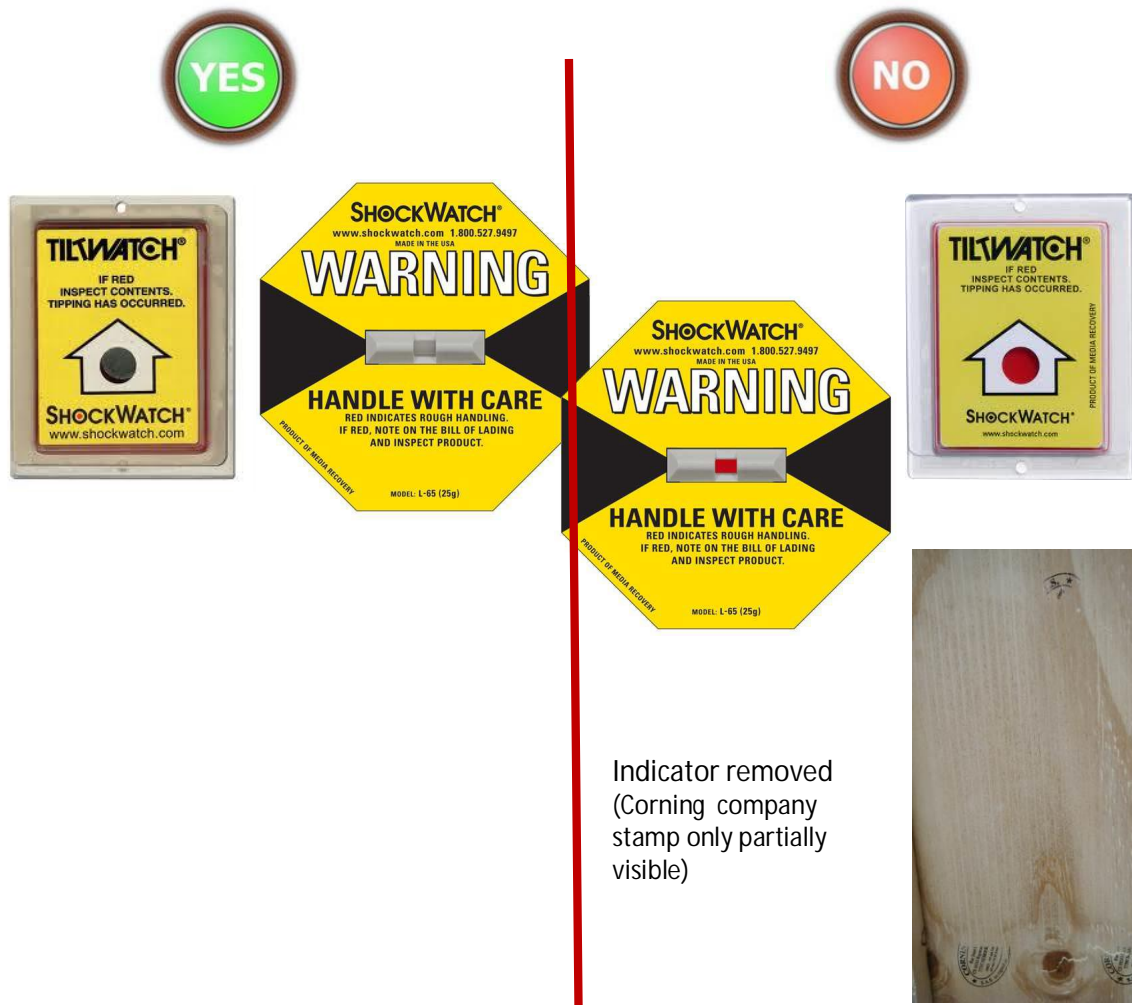 YES
NO
TILTWATCH®
IF RED
INSPECT CONTENTS.
TIPPING HAS OCCURRED.
SHOCKWATCH®
www.shockwatch.com
SHOCKWATCH®
www.shockwatch.com 1.800.527.9497
MADE IN THE USA
WARNING
HANDLE WITH CARE
RED INDICATES ROUGH HANDLING.
IF RED, NOTE ON THE BILL OF LADING
AND INSPECT PRODUCT.
PRODUCT OF MEDIA RECOVERY
MODEL: L-65 (25g)
SHOCKWATCH®
www.shockwatch.com 1.800.527.9497
MADE IN THE USA
WARNING
HANDLE WITH CARE
RED INDICATES ROUGH HANDLING.
IF RED, NOTE ON THE BILL OF LADING
AND INSPECT PRODUCT.
PRODUCT OF MEDIA RECOVERY
MODEL: L-65 (25g)
TILTWATCH®
IF RED
INSPECT CONTENTS.
TIPPING HAS OCCURRED.
PRODUCT OF MEDIA RECOVERY
SHOCKWATCH®
www.shockwatch.com
Indicator removed
(Corning company
stamp only partially
visible)